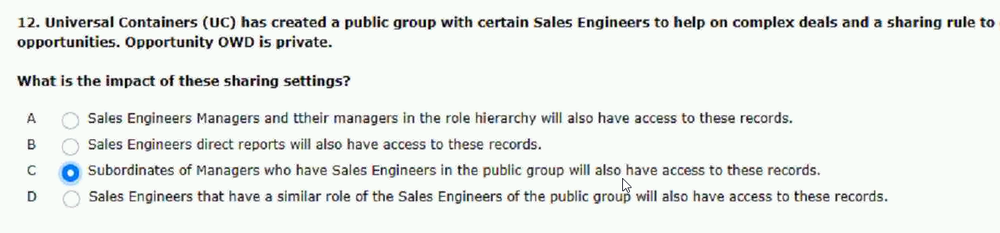 12. Universal Containers (UC) has created a public group with certain Sales Engineers to help on complex deals and a sharing rule to
opportunities. Opportunity OWD is private.
What is the impact of these sharing settings?
A Sales Engineers Managers and ttheir managers in the role hierarchy will also have access to these records.
B Sales Engineers direct reports will also have access to these records.
C Subordinates of Managers who have Sales Engineers in the public group will also have access to these records.
D Sales Engineers that have a similar role of the Sales Engineers of the public group will also have access to these records.